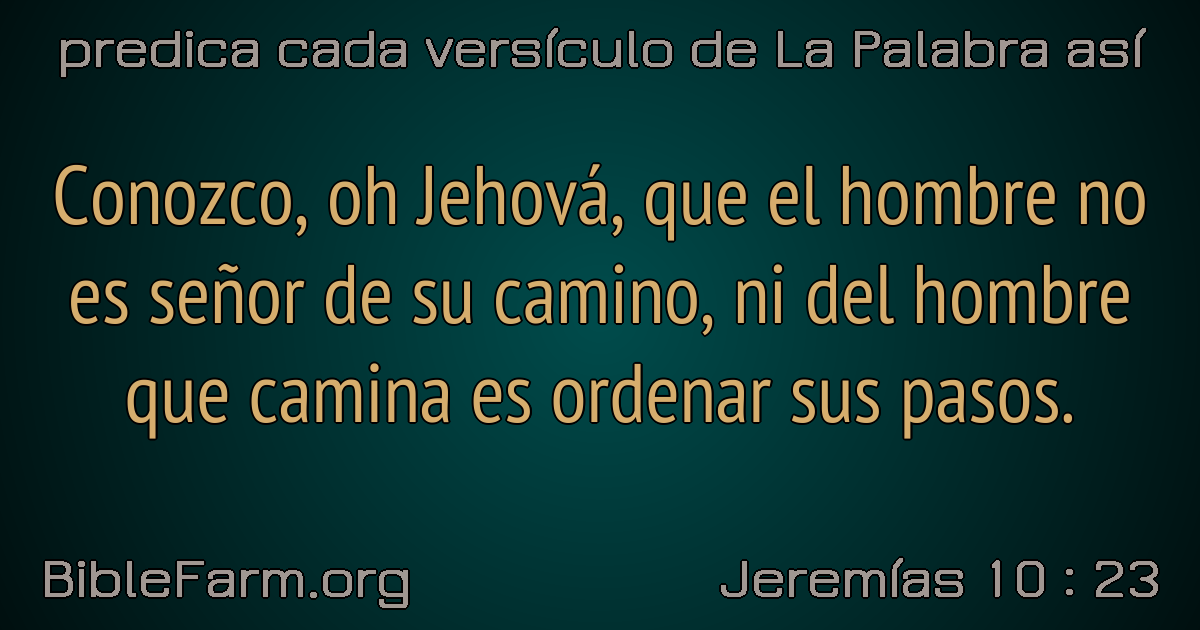 predica cada versículo de La Palabra así
Conozco, oh Jehová, que el hombre no
es señor de su camino, ni del hombre
que camina es ordenar sus pasos.
BibleFarm.org
Jeremías 10 : 23